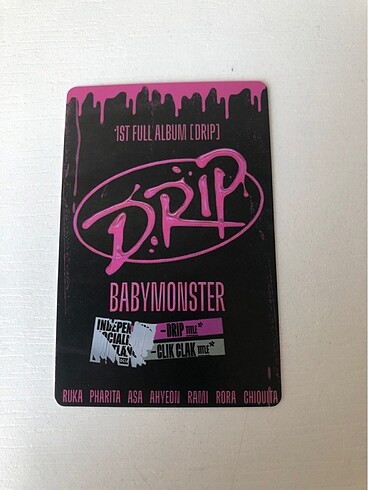 1ST FULL ALBUM [DRIP]
DRIP
BABYMONSTER
-DRIP TITLE*
-CLIK CLAK TITLE*
RUKA PHARITA ASA AHYEON RAMI RORA CHIQUITA